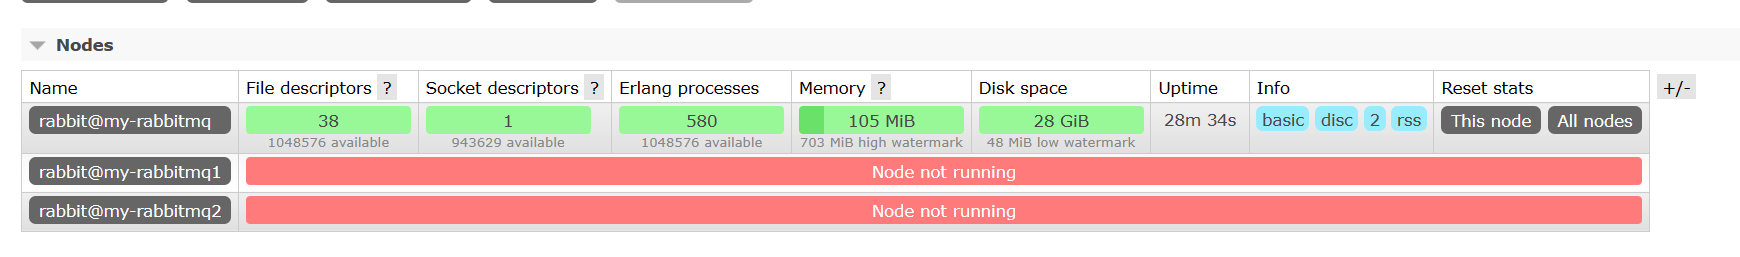 Nodes
Name File descriptors ? Socket descriptors ? Erlang processes Memory ? Disk space Uptime Info Reset stats +/-
rabbit@my-rabbitmq 38 1 580 105 MiB 28 GiB 28m 34s basic disc 2 rss This node All nodes
1048576 available 943629 available 1048576 available 703 MiB high watermark 48 MiB low watermark
rabbit@my-rabbitmq1 Node not running
rabbit@my-rabbitmq2 Node not running